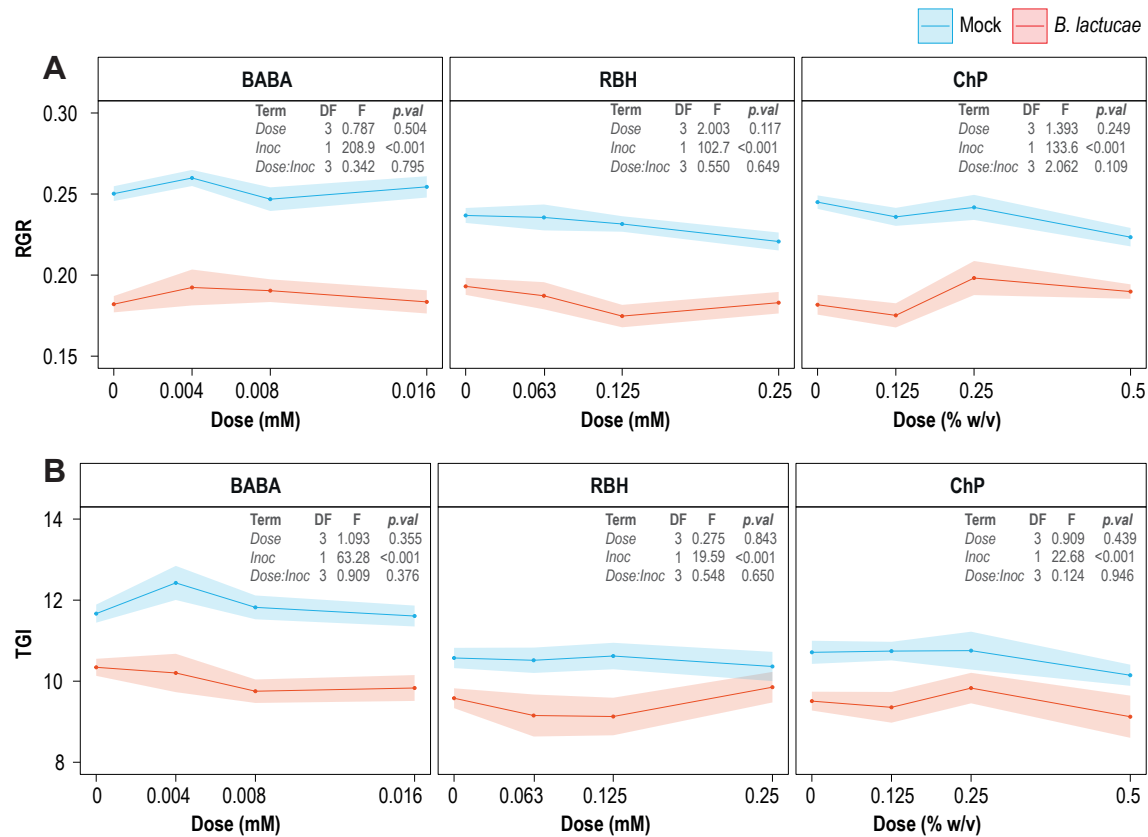 Mock B. lactucae
A
BABA RBH ChP
Term DF F p.val Term DF F p.val Term DF F p.val
Dose 3 0.787 0.504 Dose 3 2.003 0.117 Dose 3 1.393 0.249
Inoc 1 208.9 <0.001 Inoc 1 102.7 <0.001 Inoc 1 133.6 <0.001
Dose:Inoc 3 0.342 0.795 Dose:Inoc 3 0.550 0.649 Dose:Inoc 3 2.062 0.109
0.30
0.25
0.20
0.15
RGR
0 0.004 0.008 0.016 0 0.063 0.125 0.25 0 0.125 0.25 0.5
Dose (mM) Dose (mM) Dose (% w/v)
B
BABA RBH ChP
Term DF F p.val Term DF F p.val Term DF F p.val
Dose 3 1.093 0.355 Dose 3 0.275 0.843 Dose 3 0.909 0.439
Inoc 1 63.28 <0.001 Inoc 1 19.59 <0.001 Inoc 1 22.68 <0.001
Dose:Inoc 3 0.909 0.376 Dose:Inoc 3 0.548 0.650 Dose:Inoc 3 0.124 0.946
14
12
10
8
TGI
0 0.004 0.008 0.016 0 0.063 0.125 0.25 0 0.125 0.25 0.5
Dose (mM) Dose (mM) Dose (% w/v)